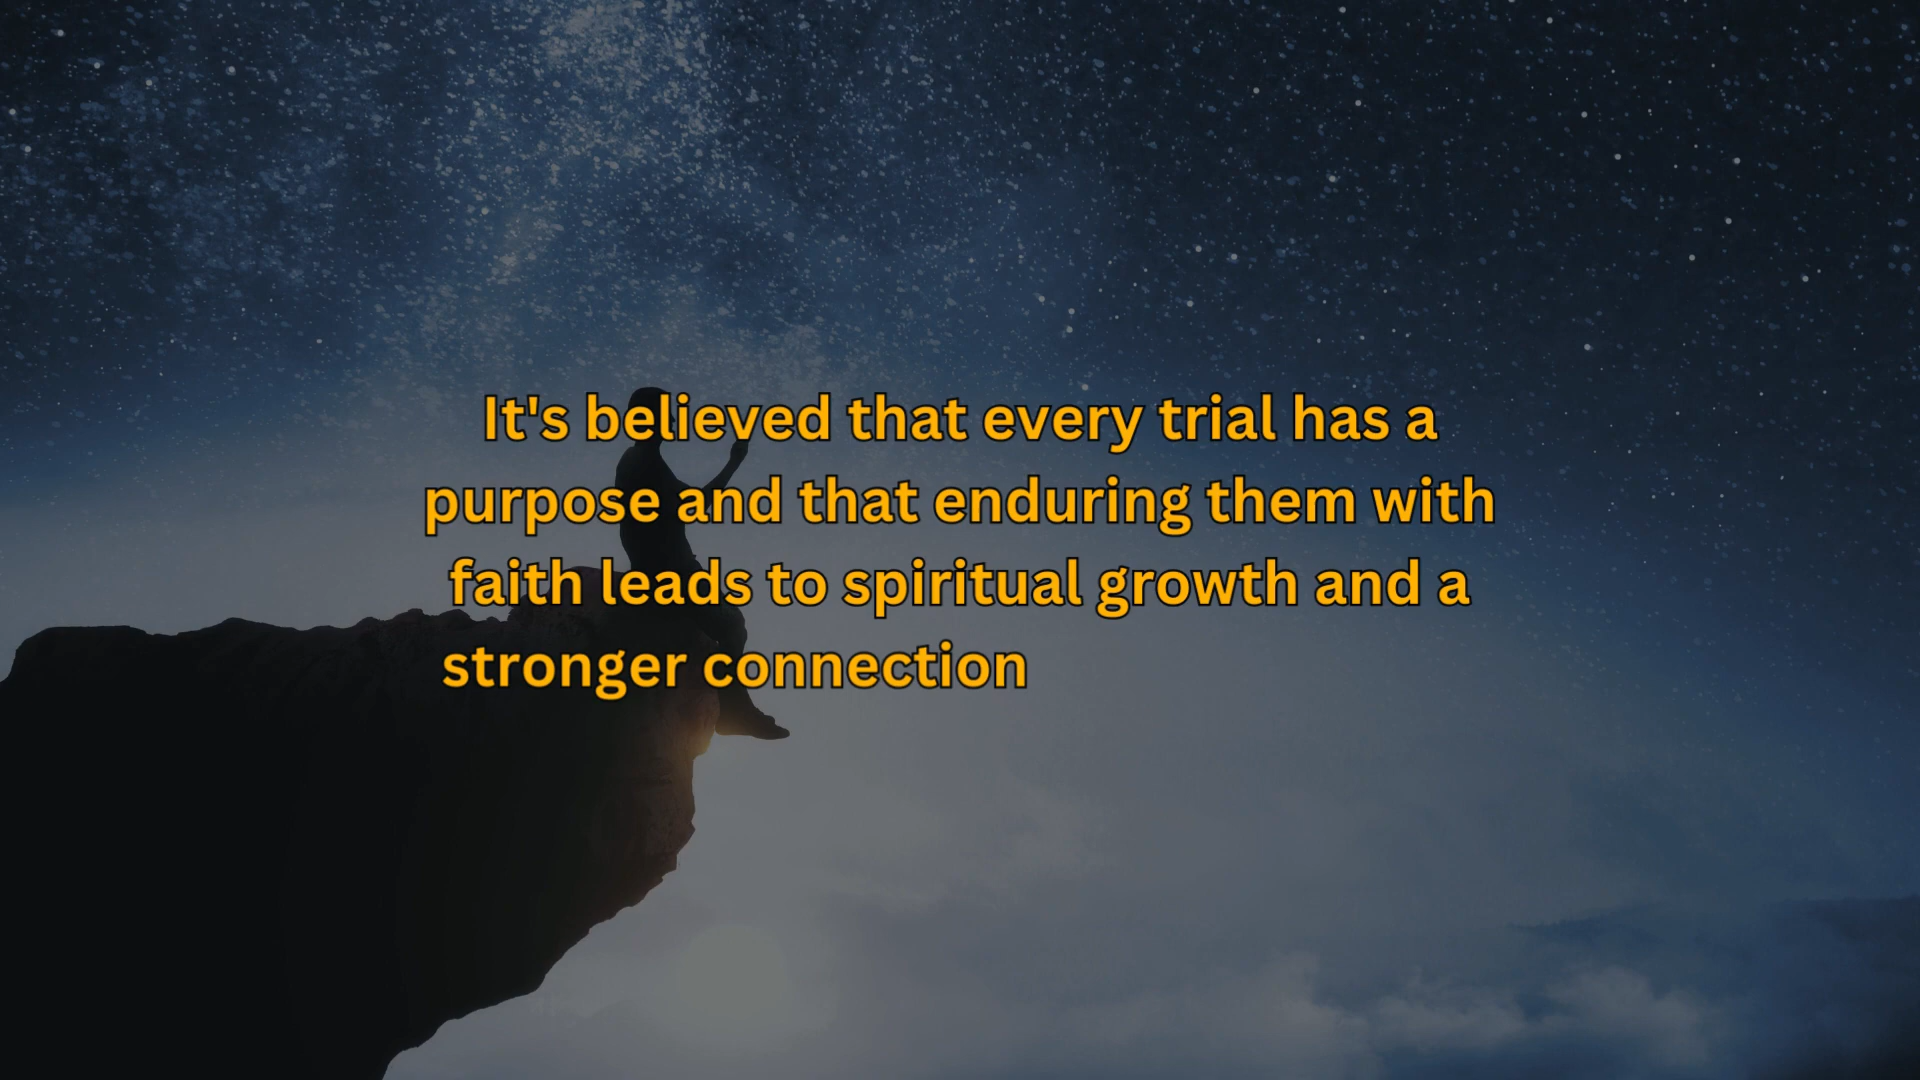 It's believed that every trial has a
purpose and that enduring them with
faith leads to spiritual growth and a
stronger connection